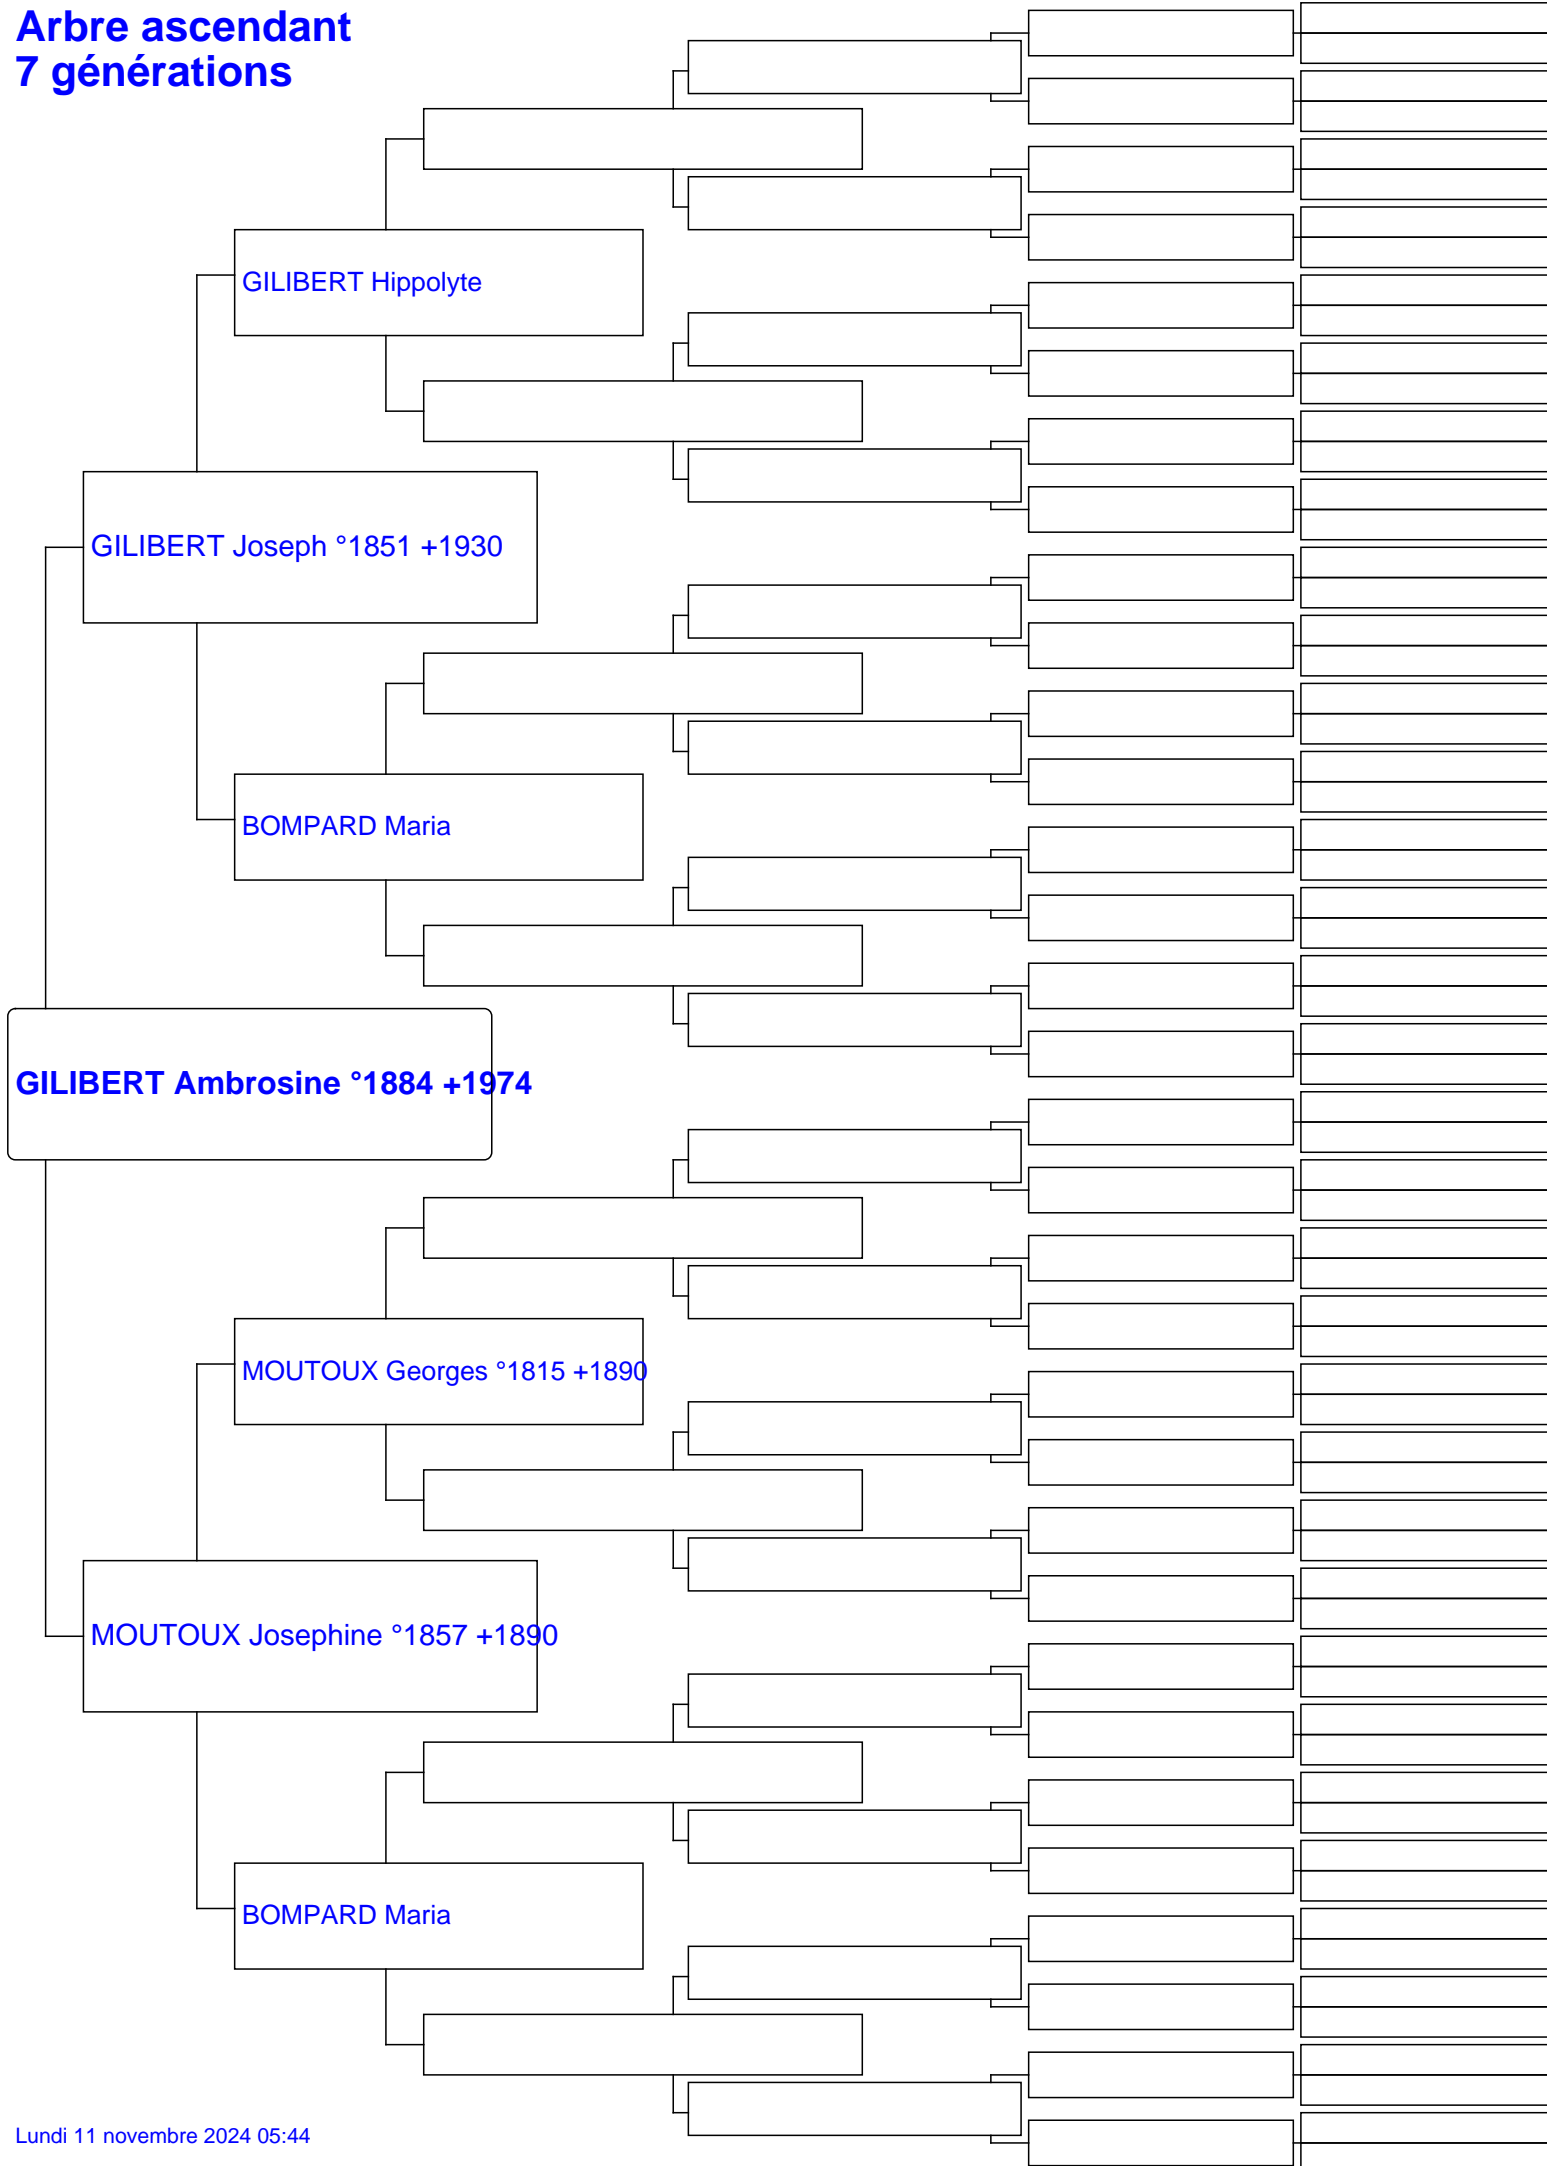 Arbre ascendant
7 générations
GILIBERT Hippolyte
GILIBERT Joseph °1851 +1930
BOMPARD Maria
GILIBERT Ambrosine °1884 +1974
MOUTOUX Georges °1815 +1890
MOUTOUX Josephine °1857 +1890
BOMPARD Maria
Lundi 11 novembre 2024 05:44